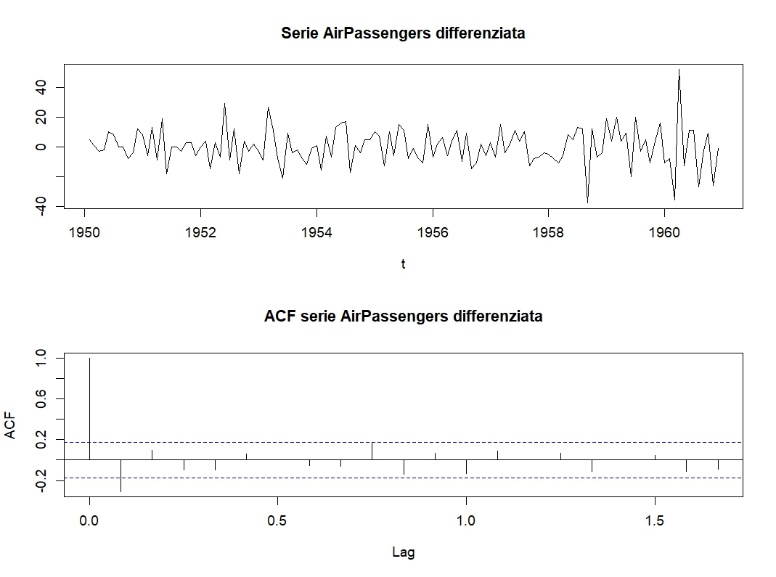 Serie AirPassengers differenziata
40
20
0
-40
1950 1952 1954 1956 1958 1960
t
ACF serie AirPassengers differenziata
ACF
1.0
0.6
0.2
-0.2
0.0 0.5 1.0 1.5
Lag